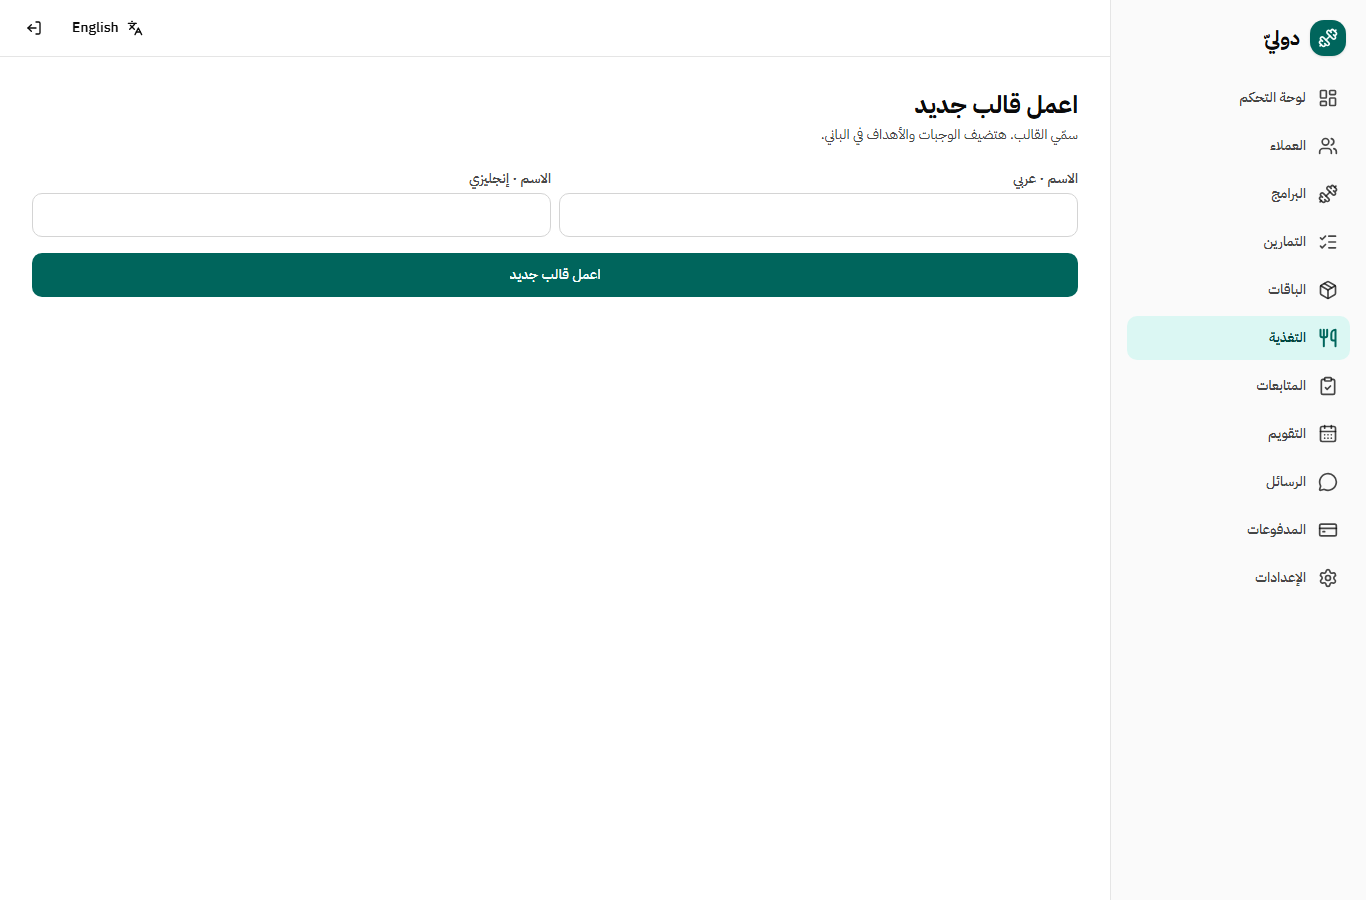 دوليّ
لوحة التحكم
العملاء
البرامج
التمارين
الباقات
التغذية
المتابعات
التقويم
الرسائل
المدفوعات
الإعدادات
English
اعمل قالب جديد
سمّي القالب. هتضيف الوجبات والأهداف في الباني.
الاسم · عربي
الاسم · إنجليزي
اعمل قالب جديد